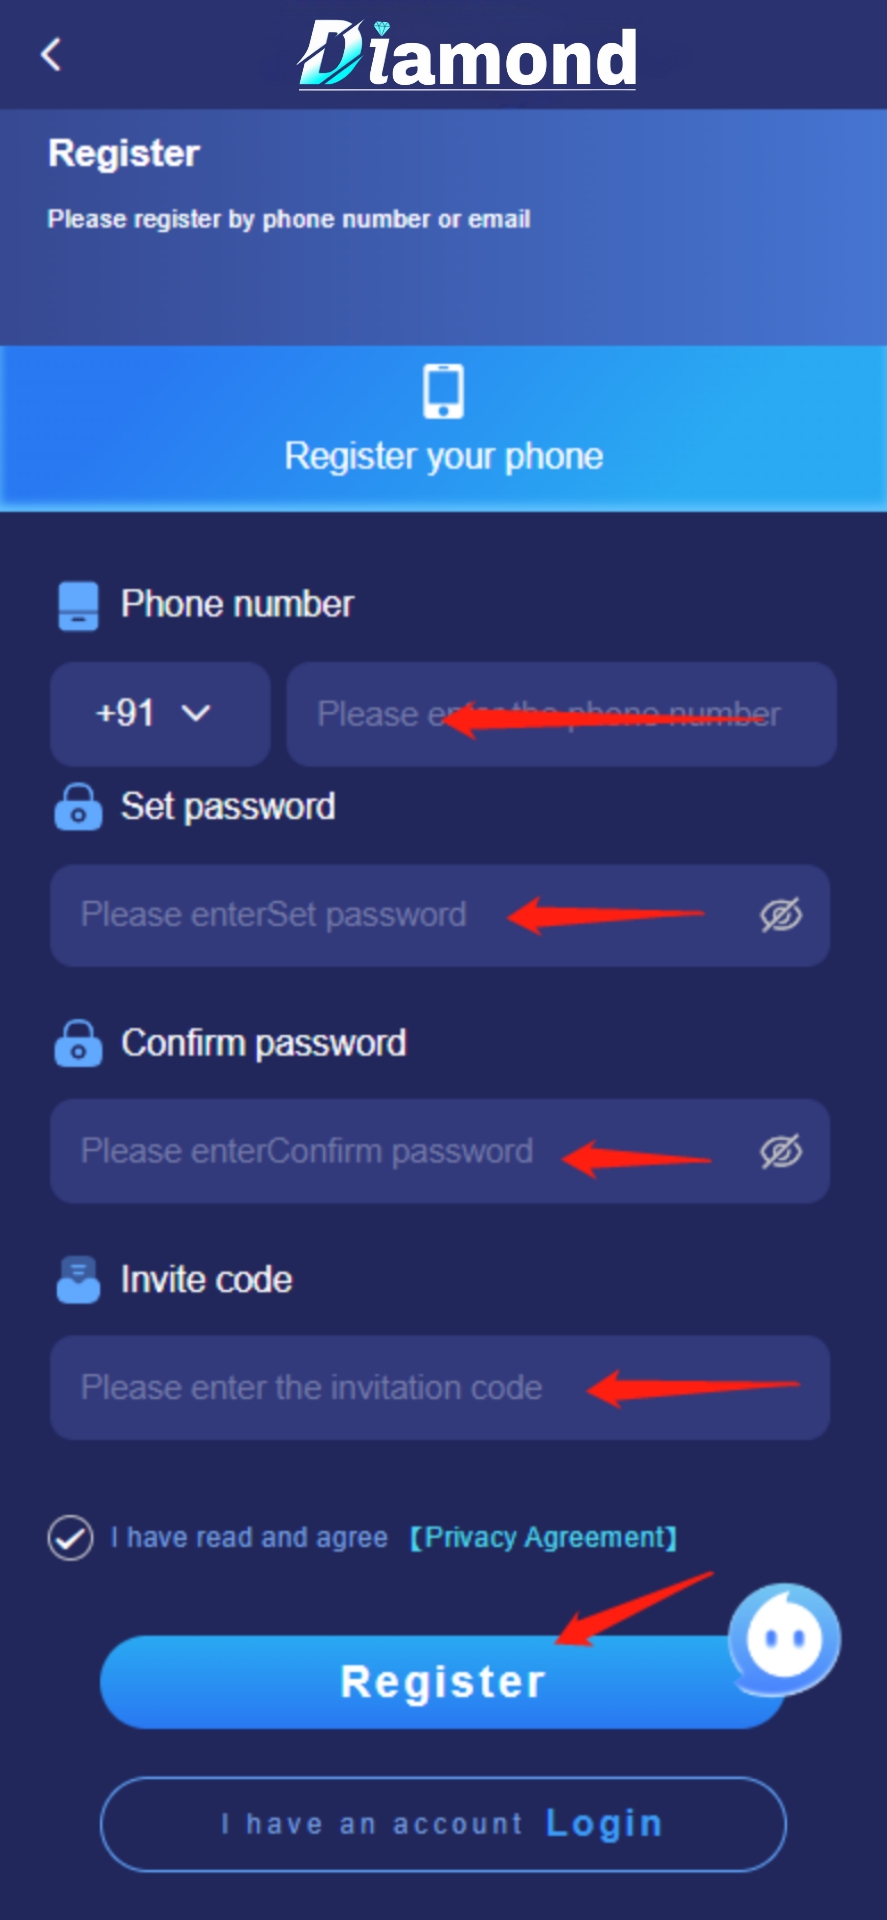 Diamond
Register
Please register by phone number or email
Register your phone
Phone number
+91 Please enter the phone number
Set password
Please enterSet password
Confirm password
Please enterConfirm password
Invite code
Please enter the invitation code
I have read and agree 【Privacy Agreement】
Register
I have an account Login